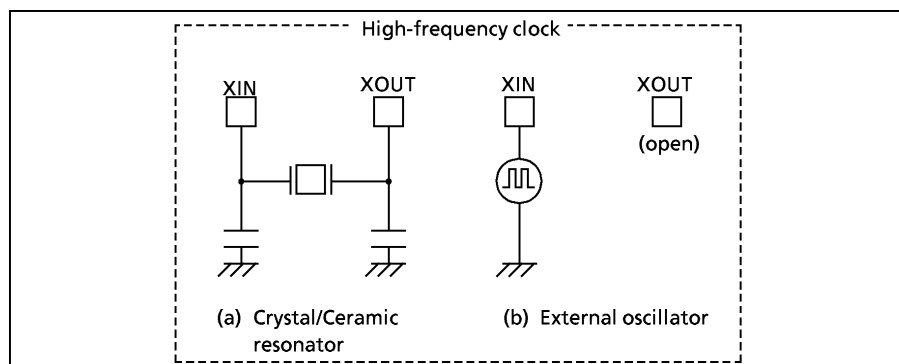 High-frequency clock
XIN
XOUT
XIN
XOUT
(open)
(a) Crystal/Ceramic
resonator
(b) External oscillator